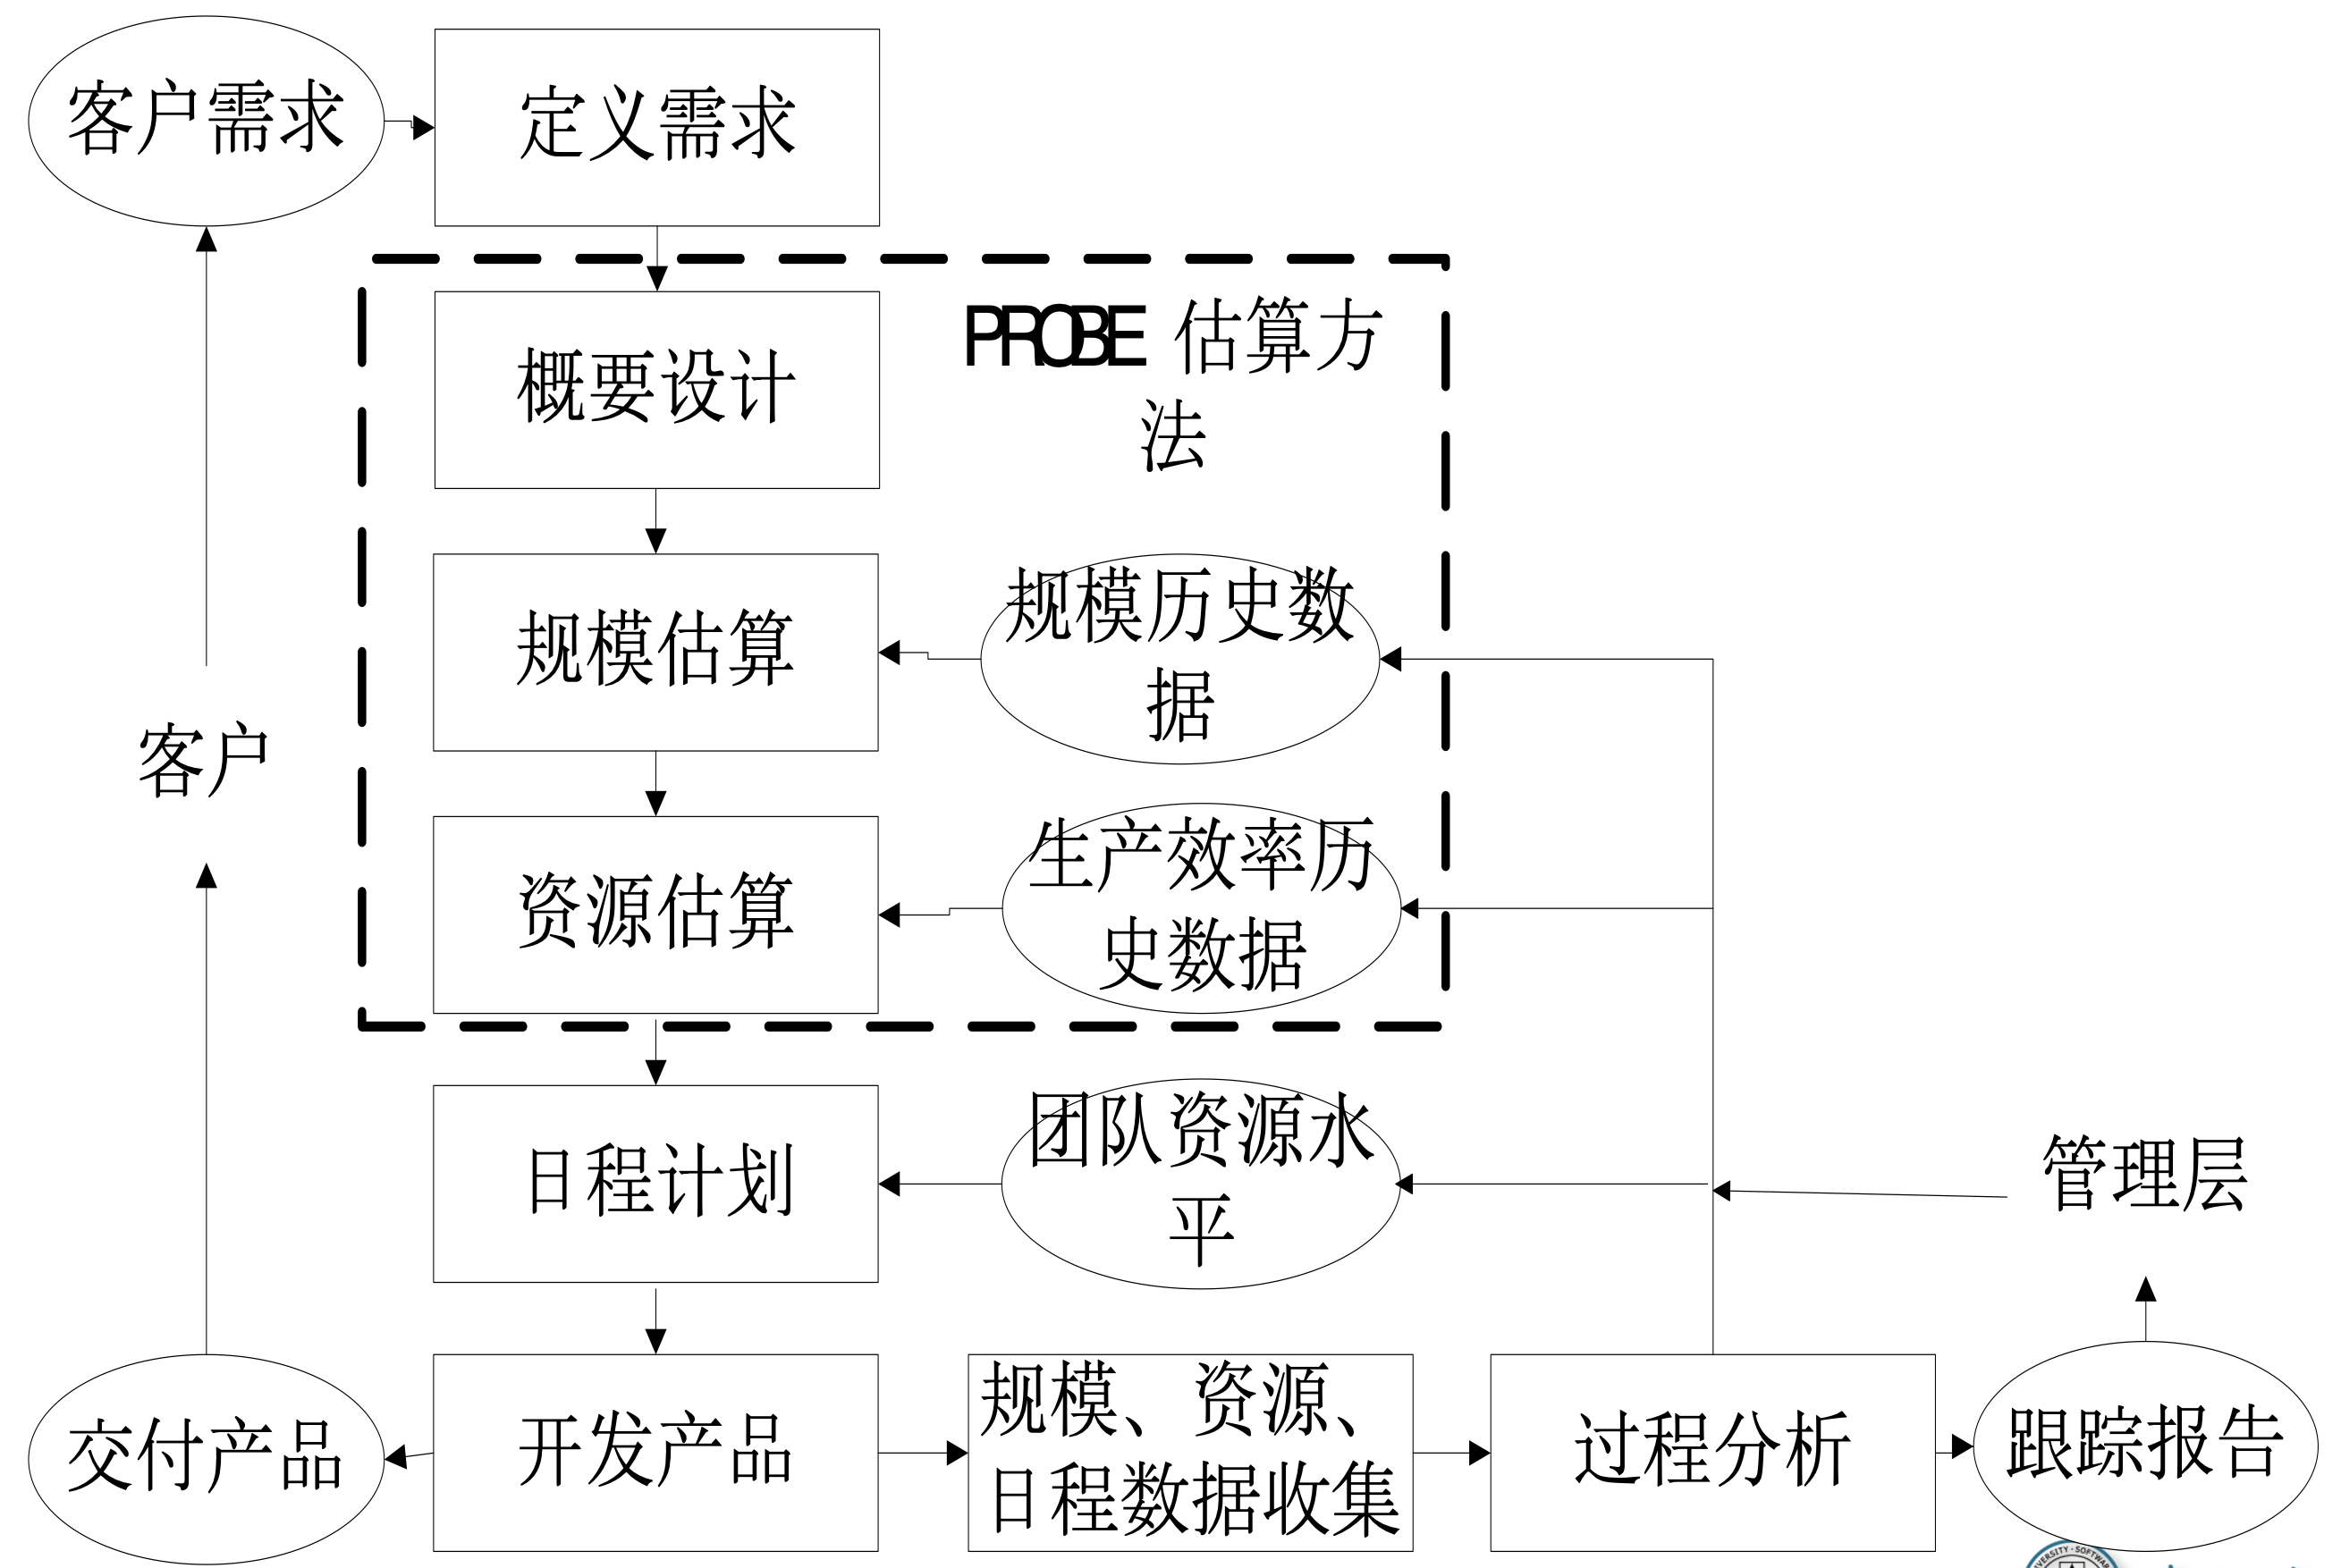 客户需求
定义需求
概要设计
PROBE 估算方
法
规模估算
规模历史数
据
客户
资源估算
生产效率历
史数据
日程计划
团队资源水
平
管理层
交付产品
开发产品
规模、资源、
日程数据收集
过程分析
跟踪报告